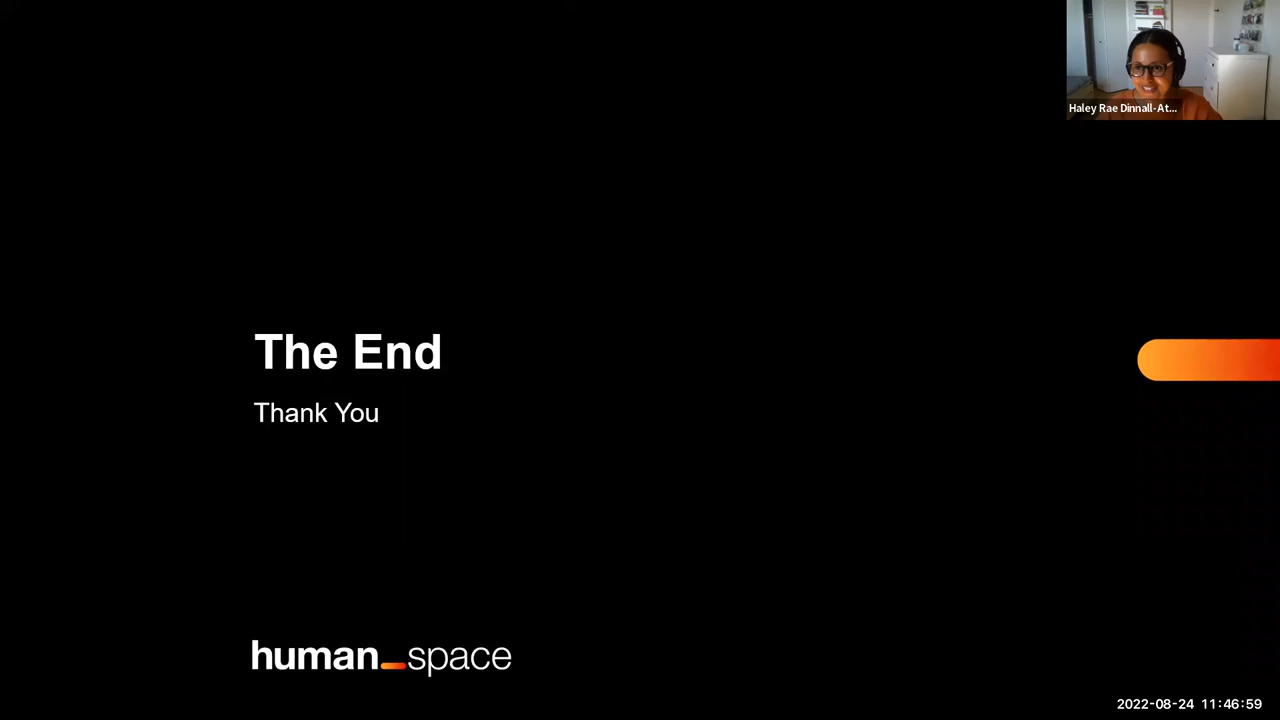 Haley Rae Dinnall-At...
The End
Thank You
human_space
2022-08-24 11:46:59